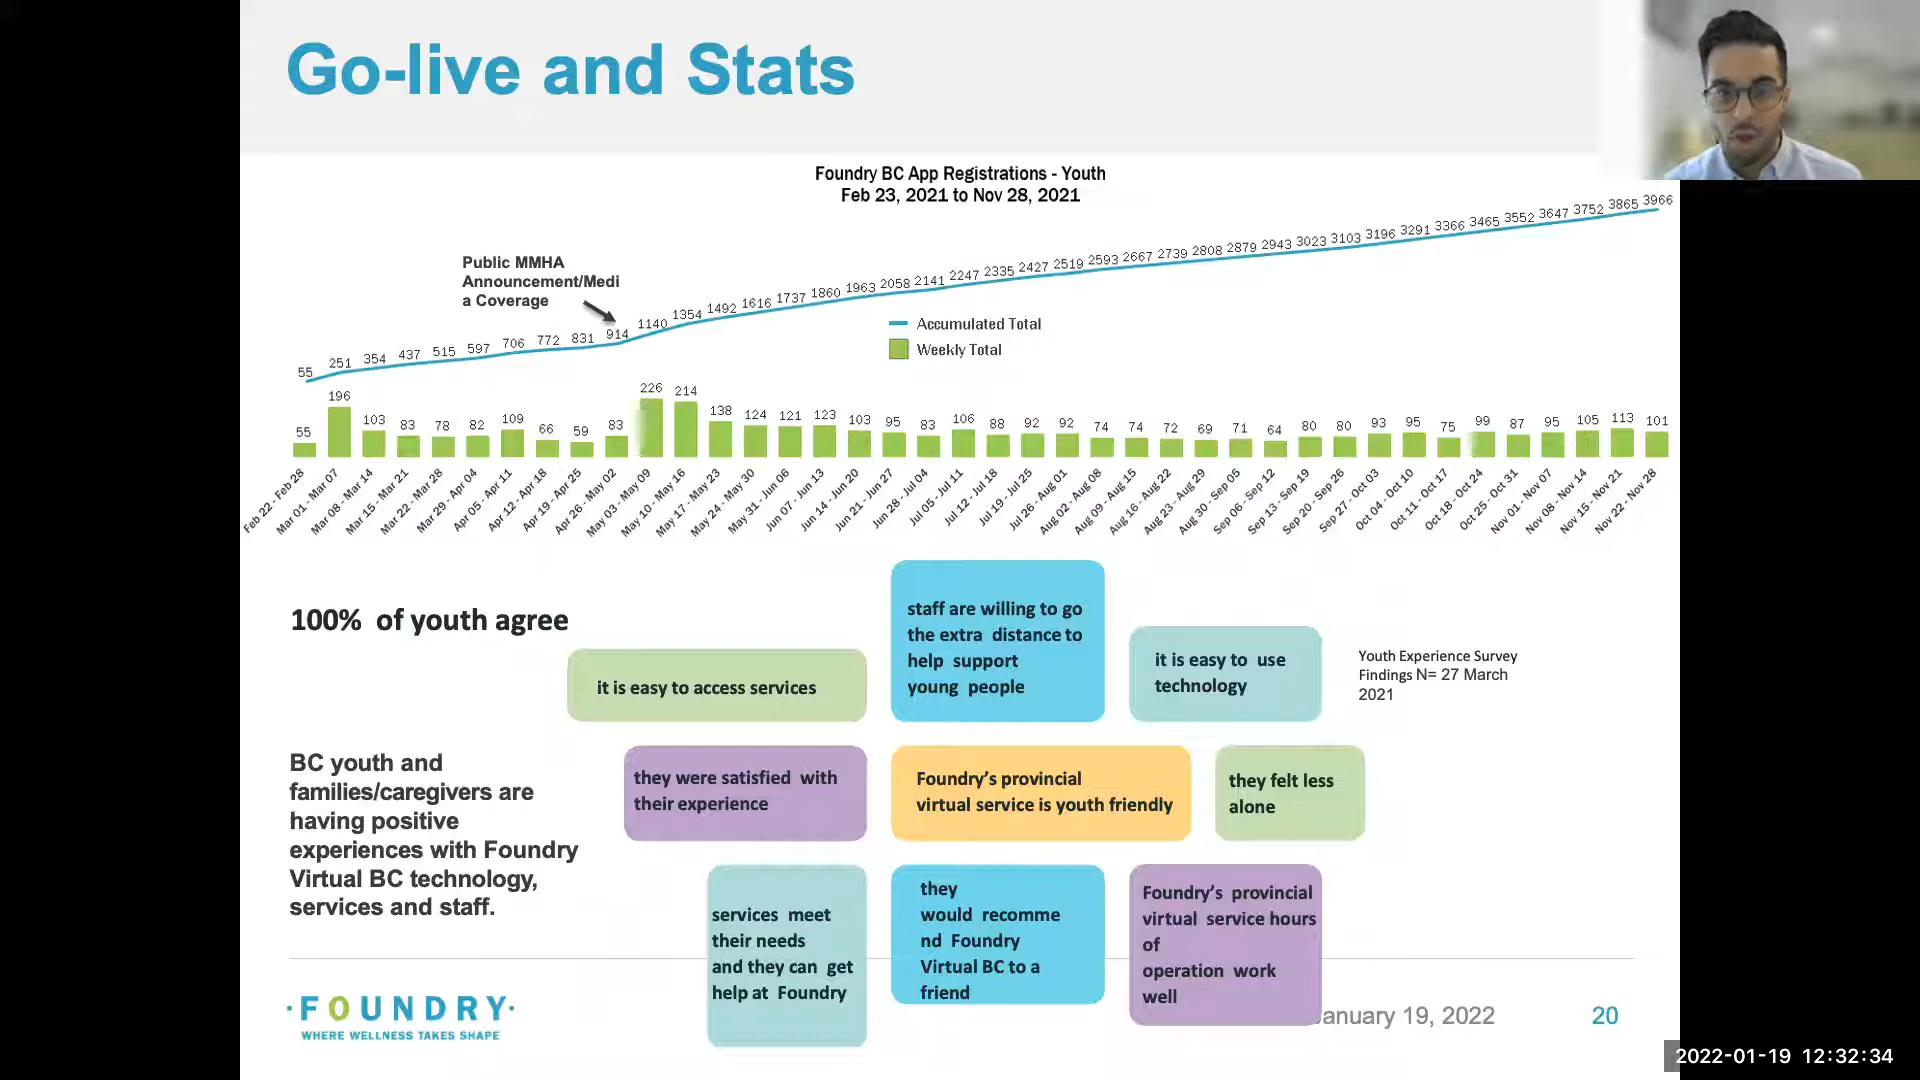 Go-live and Stats
Foundry BC App Registrations - Youth
Feb 23, 2021 to Nov 28, 2021
Public MMHA
Announcement/Medi
a Coverage
55 251 354 437 515 597 706 772 831 914 1140 1354 1492 1616 1737 1860 1963 2058 2141 2247 2335 2427 2519 2593 2667 2739 2808 2879 2943 3023 3103 3196 3291 3366 3465 3552 3647 3752 3865 3966
Accumulated Total
Weekly Total
55 196 103 83 78 82 109 66 59 83 226 214 138 124 121 123 103 95 83 106 88 92 92 74 74 72 69 71 64 80 80 93 95 75 99 87 95 105 113 101
Feb 22 - Feb 28
Mar 01 - Mar 07
Mar 08 - Mar 14
Mar 15 - Mar 21
Mar 22 - Mar 28
Mar 29 - Apr 04
Apr 05 - Apr 11
Apr 12 - Apr 18
Apr 19 - Apr 25
Apr 26 - May 02
May 03 - May 09
May 10 - May 16
May 17 - May 23
May 24 - May 30
May 31 - Jun 06
Jun 07 - Jun 13
Jun 14 - Jun 20
Jun 21 - Jun 27
Jun 28 - Jul 04
Jul 05 - Jul 11
Jul 12 - Jul 18
Jul 19 - Jul 25
Jul 26 - Aug 01
Aug 02 - Aug 08
Aug 09 - Aug 15
Aug 16 - Aug 22
Aug 23 - Aug 29
Aug 30 - Sep 05
Sep 06 - Sep 12
Sep 13 - Sep 19
Sep 20 - Sep 26
Sep 27 - Oct 03
Oct 04 - Oct 10
Oct 11 - Oct 17
Oct 18 - Oct 24
Oct 25 - Oct 31
Nov 01 - Nov 07
Nov 08 - Nov 14
Nov 15 - Nov 21
Nov 22 - Nov 28
100% of youth agree
it is easy to access services
staff are willing to go
the extra distance to
help support
young people
it is easy to use
technology
Youth Experience Survey
Findings N= 27 March
2021
BC youth and
families/caregivers are
having positive
experiences with Foundry
Virtual BC technology,
services and staff.
they were satisfied with
their experience
Foundry's provincial
virtual service is youth friendly
they felt less
alone
services meet
their needs
and they can get
help at Foundry
they
would recomme
nd Foundry
Virtual BC to a
friend
Foundry's provincial
virtual service hours
of
operation work
well
FOUNDRY
WHERE WELLNESS TAKES SHAPE
anuary 19, 2022
20
2022-01-19 12:32:34